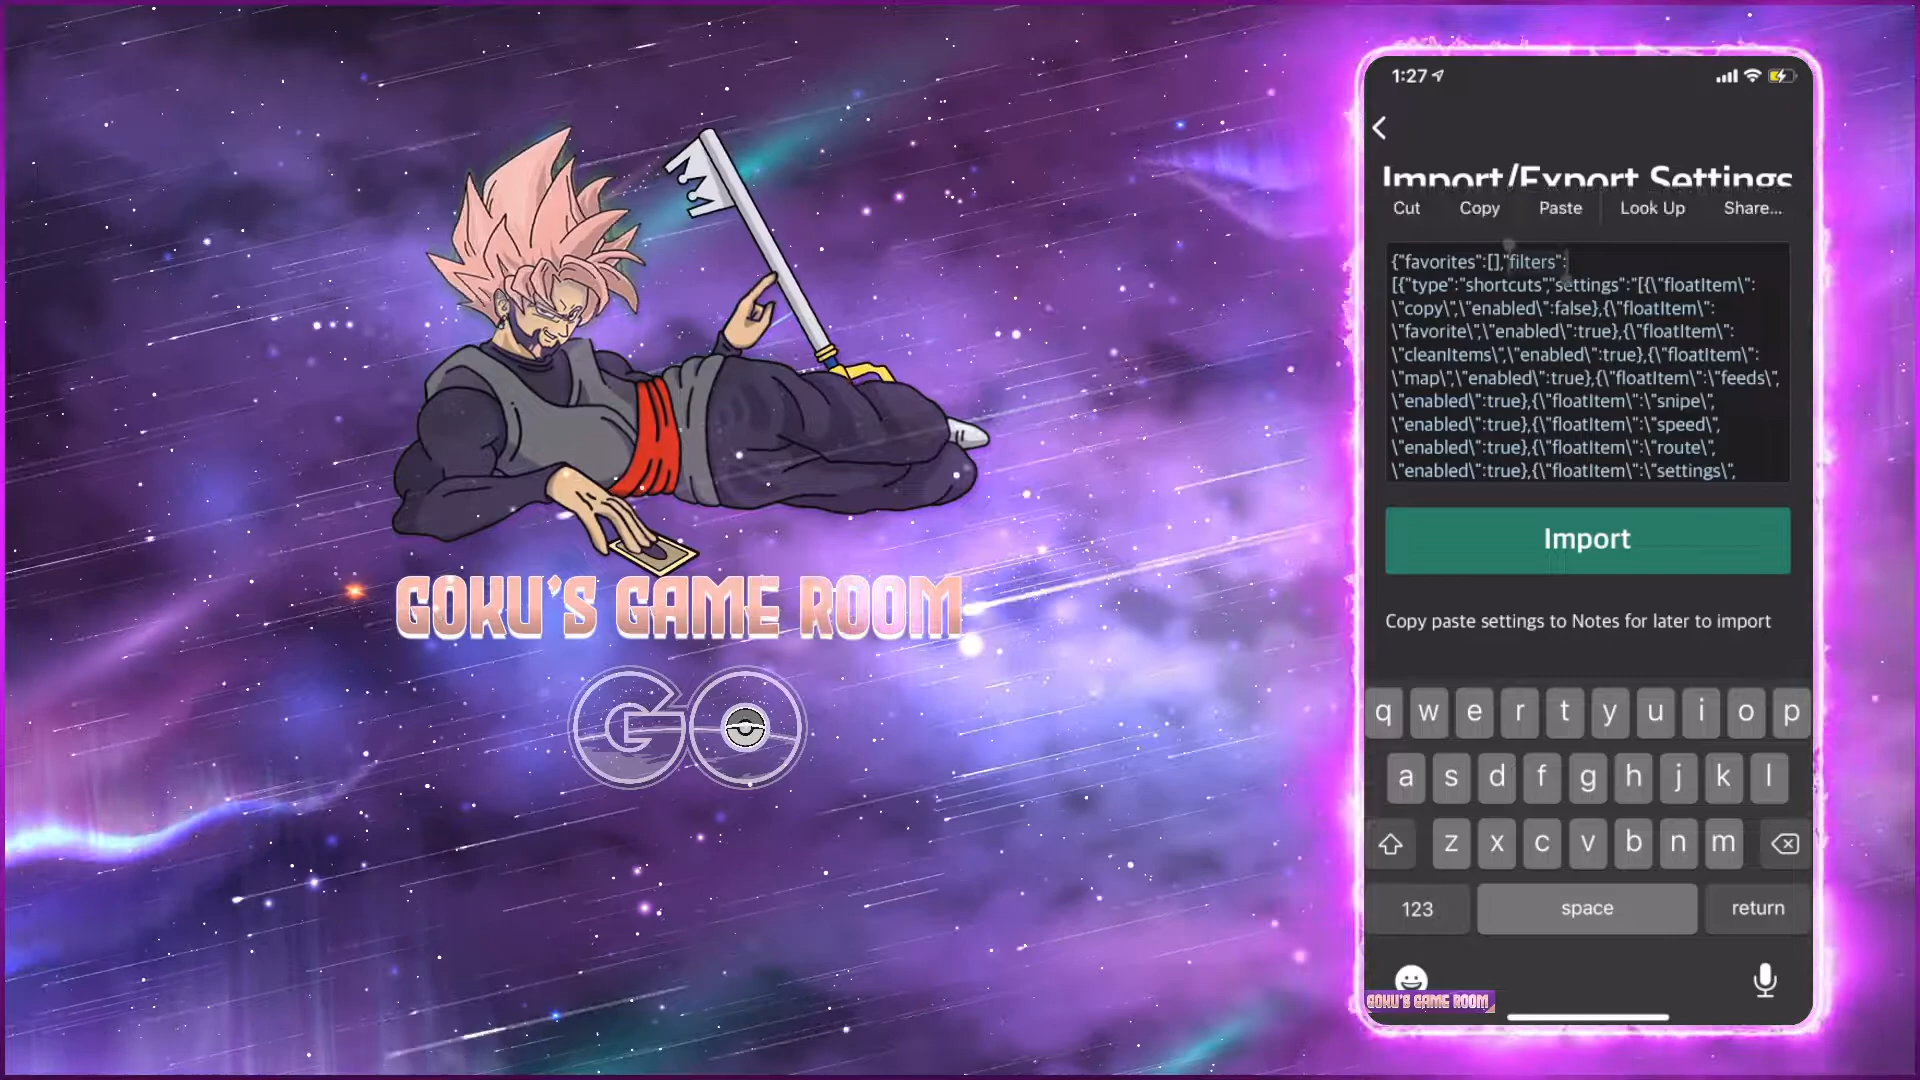 GOKU'S GAME ROOM
GO
1:27
Import/Export Settings
Cut Copy Paste Look Up Share...
{"favorites":[],"filters":
[{"type":"shortcuts","settings":"[{\"floatItem\":
\"copy\",\"enabled\":false},{\"floatItem\":
\"favorite\",\"enabled\":true},{\"floatItem\":
\"cleanItems\",\"enabled\":true},{\"floatItem\":
\"map\",\"enabled\":true},{\"floatItem\":\"feeds\",
\"enabled\":true},{\"floatItem\":\"snipe\",
\"enabled\":true},{\"floatItem\":\"speed\",
\"enabled\":true},{\"floatItem\":\"route\",
\"enabled\":true},{\"floatItem\":\"settings\",
Import
Copy paste settings to Notes for later to import
q w e r t y u i o p
a s d f g h j k l
z x c v b n m
123 space return
GOKU'S GAME ROOM